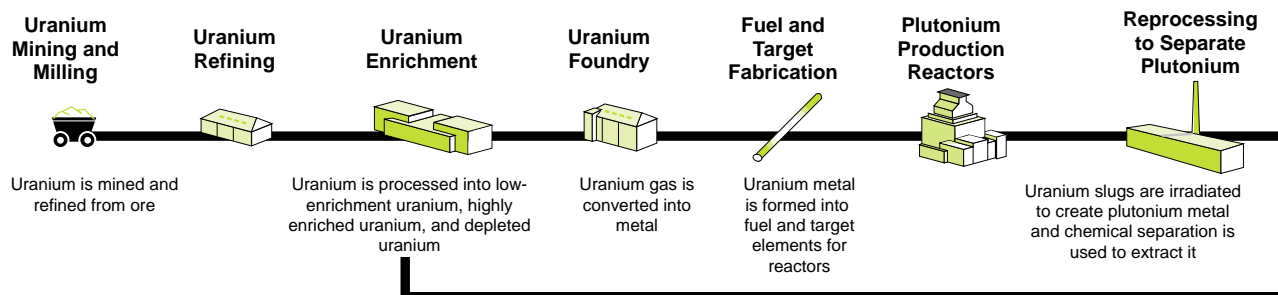 Uranium
Mining and
Milling
Uranium
Refining
Uranium
Enrichment
Uranium
Foundry
Fuel and
Target
Fabrication
Plutonium
Production
Reactors
Reprocessing
to Separate
Plutonium
Uranium is mined and
refined from ore
Uranium is processed into low-
enrichment uranium, highly
enriched uranium, and depleted
uranium
Uranium gas is
converted into
metal
Uranium metal
is formed into
fuel and target
elements for
reactors
Uranium slugs are irradiated
to create plutonium metal
and chemical separation is
used to extract it